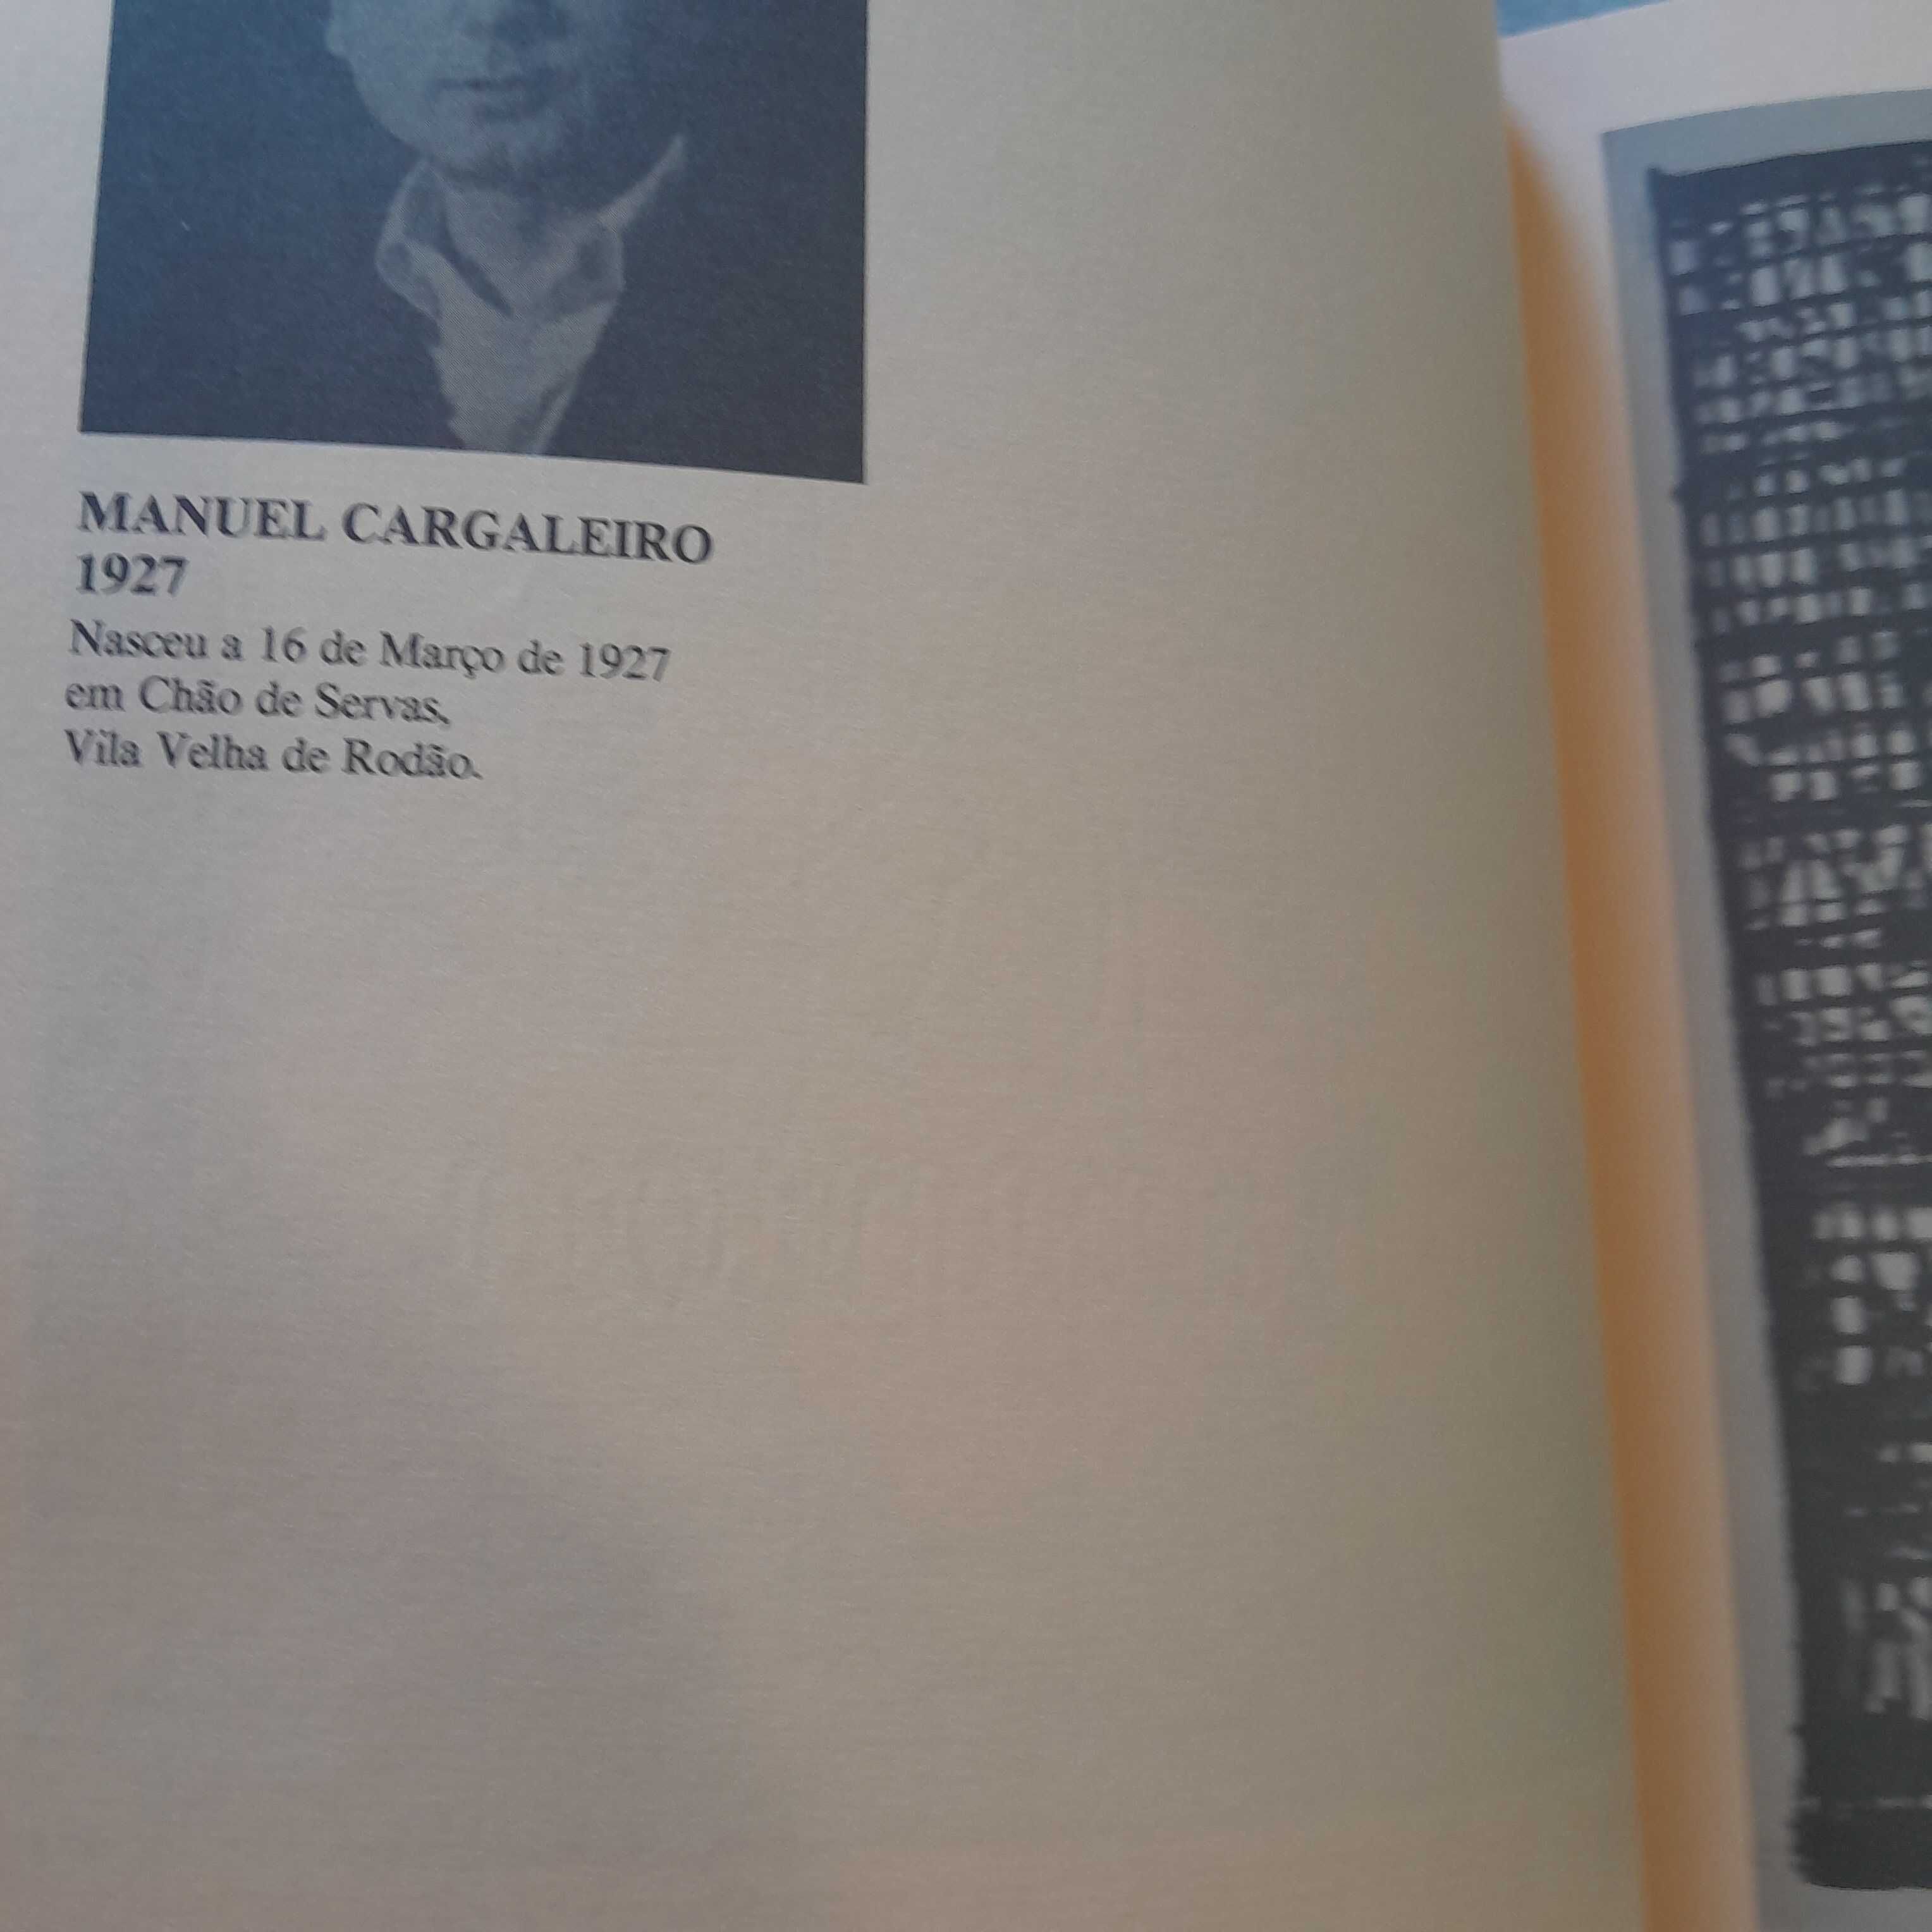 MANUEL CARGALEIRO
1927
Nasceu a 16 de Março de 1927
em Chão de Servas,
Vila Velha de Rodão.